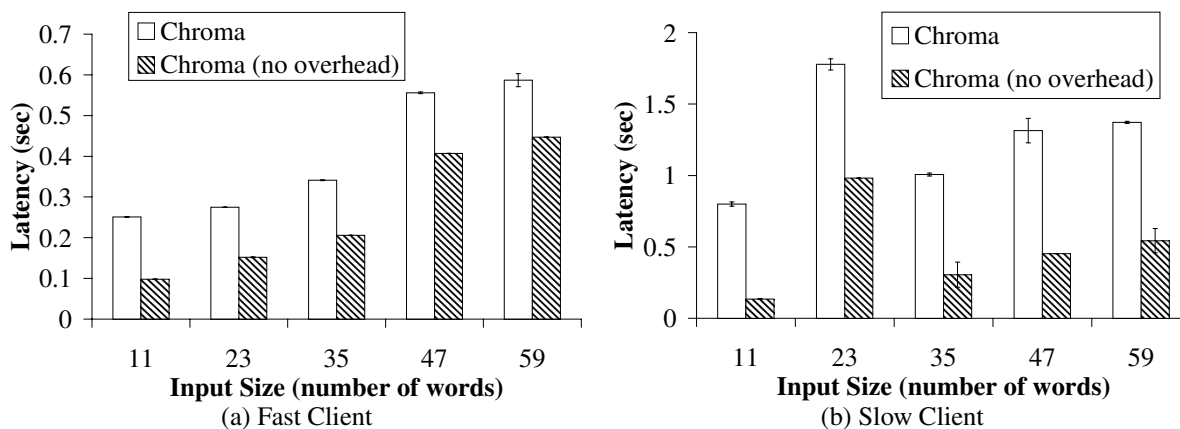 Chroma
Chroma (no overhead)
Latency (sec)
0.7
0.6
0.5
0.4
0.3
0.2
0.1
0
11 23 35 47 59
Input Size (number of words)
(a) Fast Client
Chroma
Chroma (no overhead)
Latency (sec)
2
1.5
1
0.5
0
11 23 35 47 59
Input Size (number of words)
(b) Slow Client